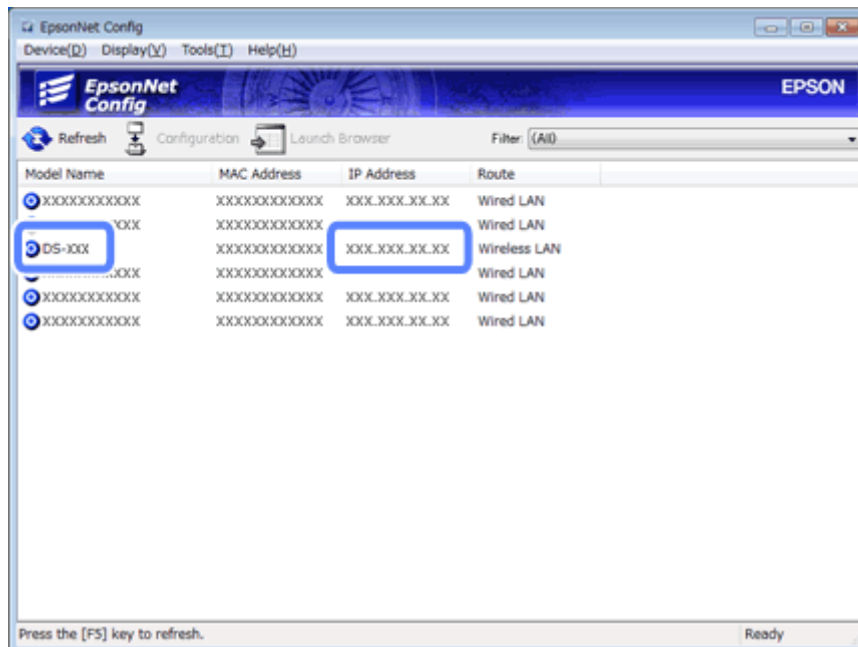 EpsonNet Config
Device(D) Display(V) Tools(T) Help(H)
EpsonNet Config EPSON
Refresh Configuration Launch Browser Filter: (All)
Model Name MAC Address IP Address Route
XXXXXXXXXXX XXXXXXXXXXXX XXX.XXX.XX.XX Wired LAN
XXX XXXXXXXXXXXX Wired LAN
DS-XXX XXXXXXXXXXXX XXX.XXX.XX.XX Wireless LAN
XXX XXXXXXXXXXXX Wired LAN
XXXXXXXXXXX XXXXXXXXXXXX XXX.XXX.XX.XX Wired LAN
XXXXXXXXXXX XXXXXXXXXXXX XXX.XXX.XX.XX Wired LAN
Press the [F5] key to refresh. Ready